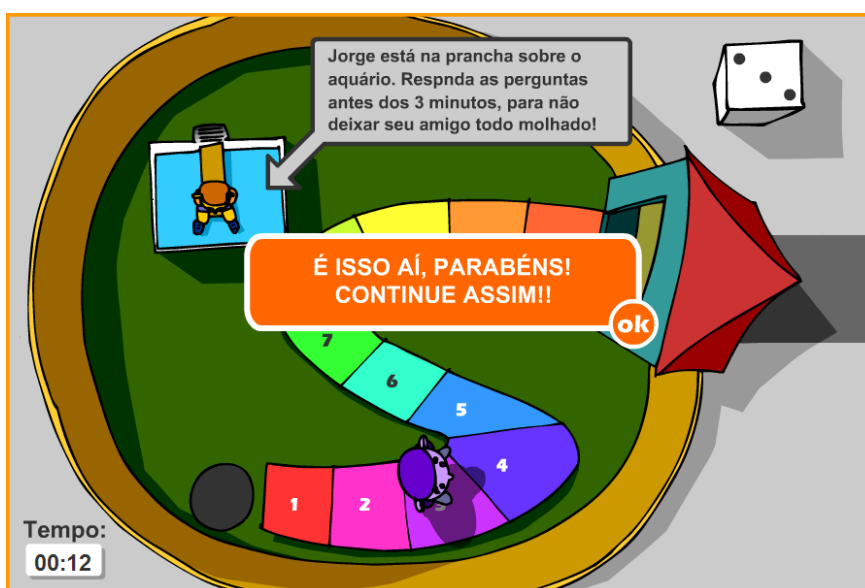 Jorge está na prancha sobre o
aquário. Respnda as perguntas
antes dos 3 minutos, para não
deixar seu amigo todo molhado!
É ISSO AÍ, PARABÉNS!
CONTINUE ASSIM!!
ok
7
6
5
4
1
2
3
Tempo:
00:12